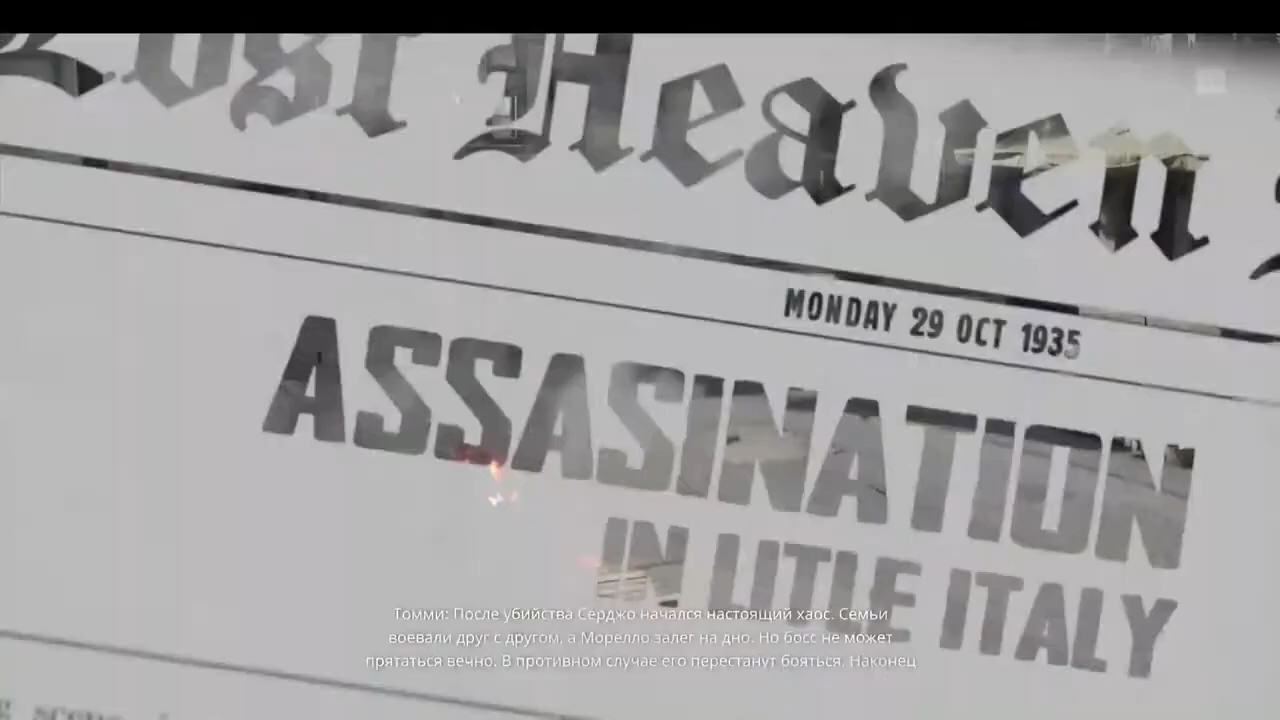 Lost Heaven
MONDAY 29 OCT 1935
ASSASINATION
IN LITLE ITALY
Томми: После убийства Серджо начался настоящий хаос. Семьи
воевали друг с другом, а Морелло залег на дно. Но босс не может
прятаться вечно. В противном случае его перестанут бояться. Наконец